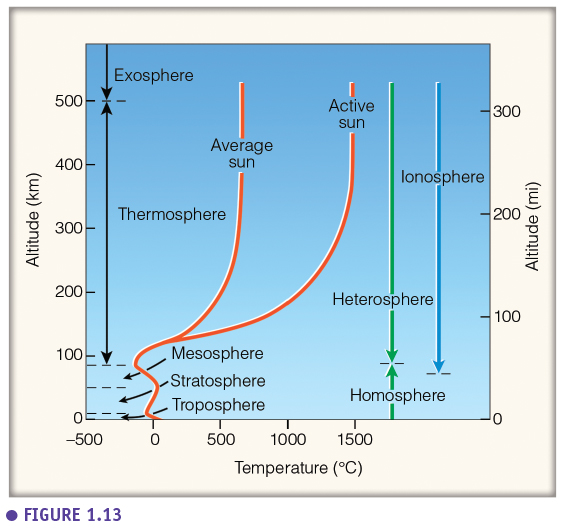 Exosphere
500
300
Active
sun
Average
sun
400
Ionosphere
Altitude (km)
Thermosphere
300
200
Altitude (mi)
200
Heterosphere
100
100
Mesosphere
Stratosphere
Homosphere
Troposphere
0
0
–500
0
500
1000
1500
Temperature (°C)
● FIGURE 1.13